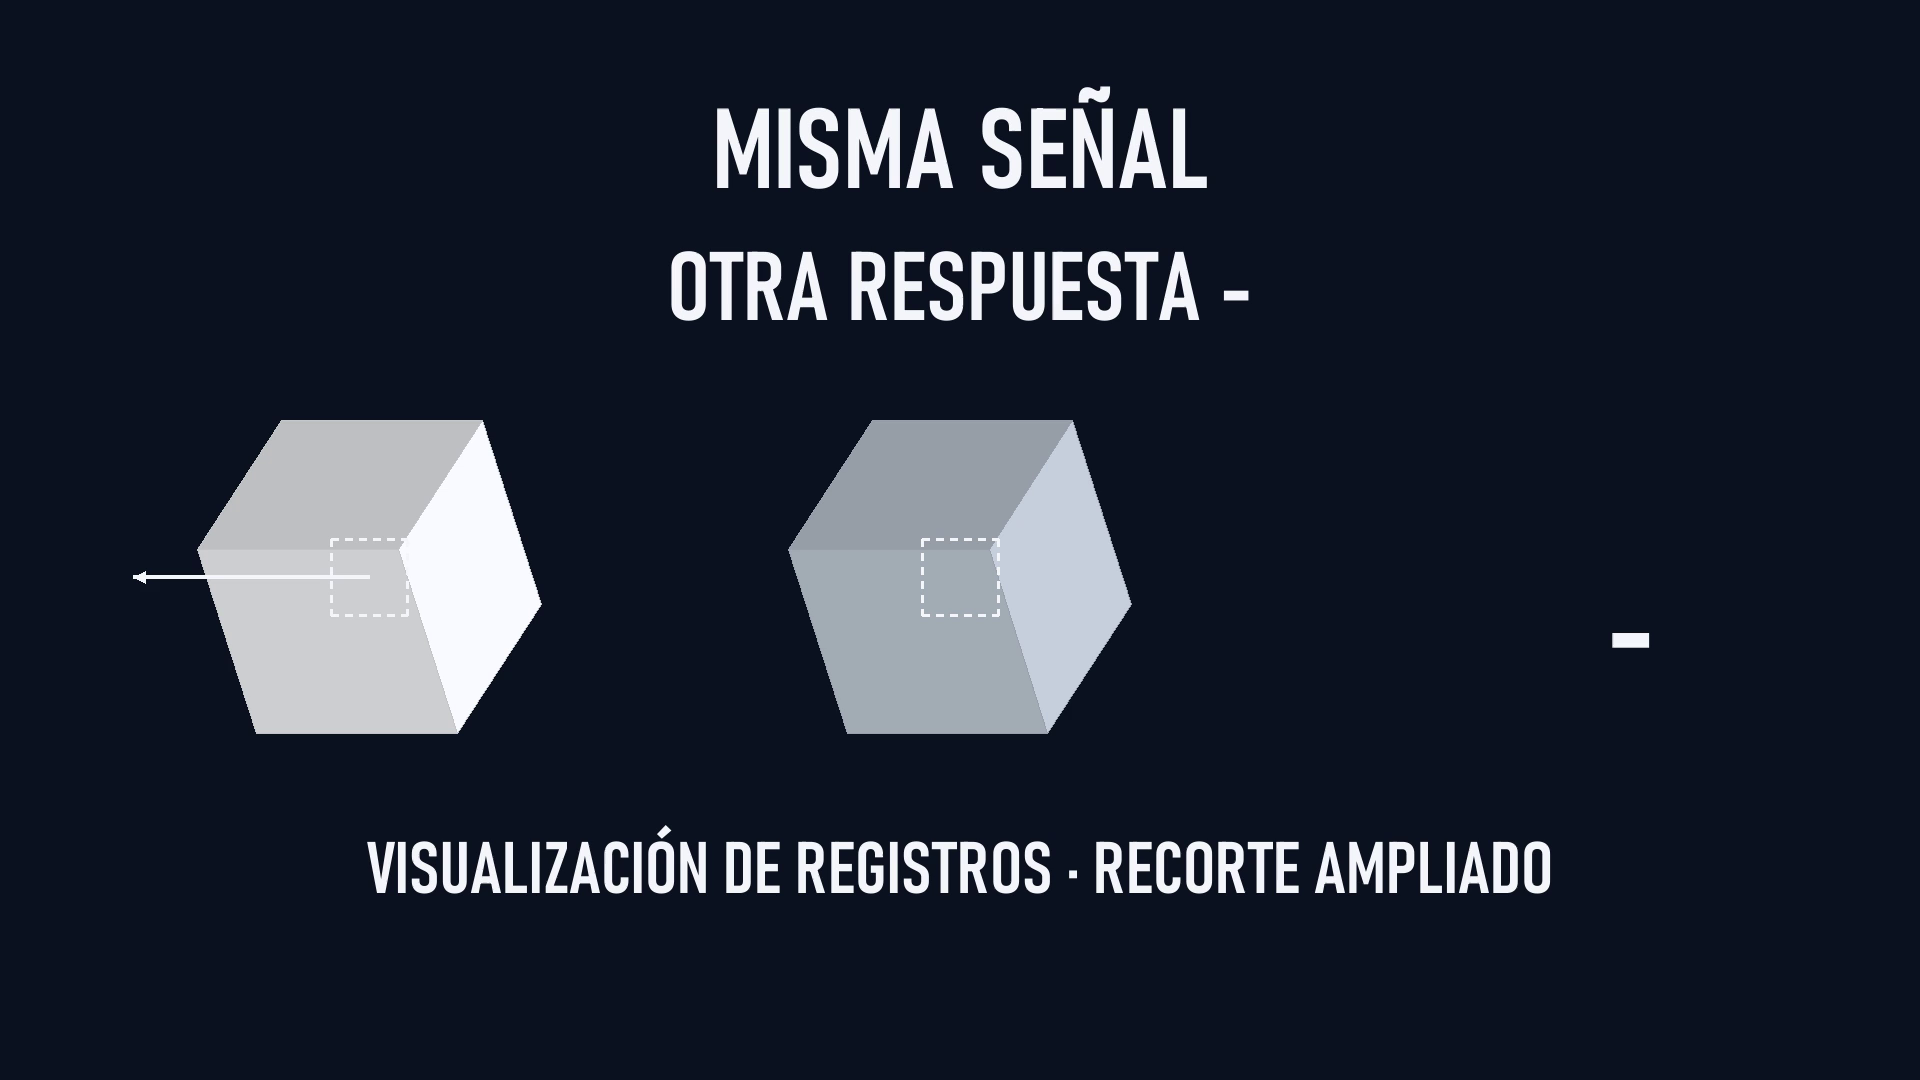 MISMA SEÑAL
OTRA RESPUESTA -
-
VISUALIZACIÓN DE REGISTROS · RECORTE AMPLIADO